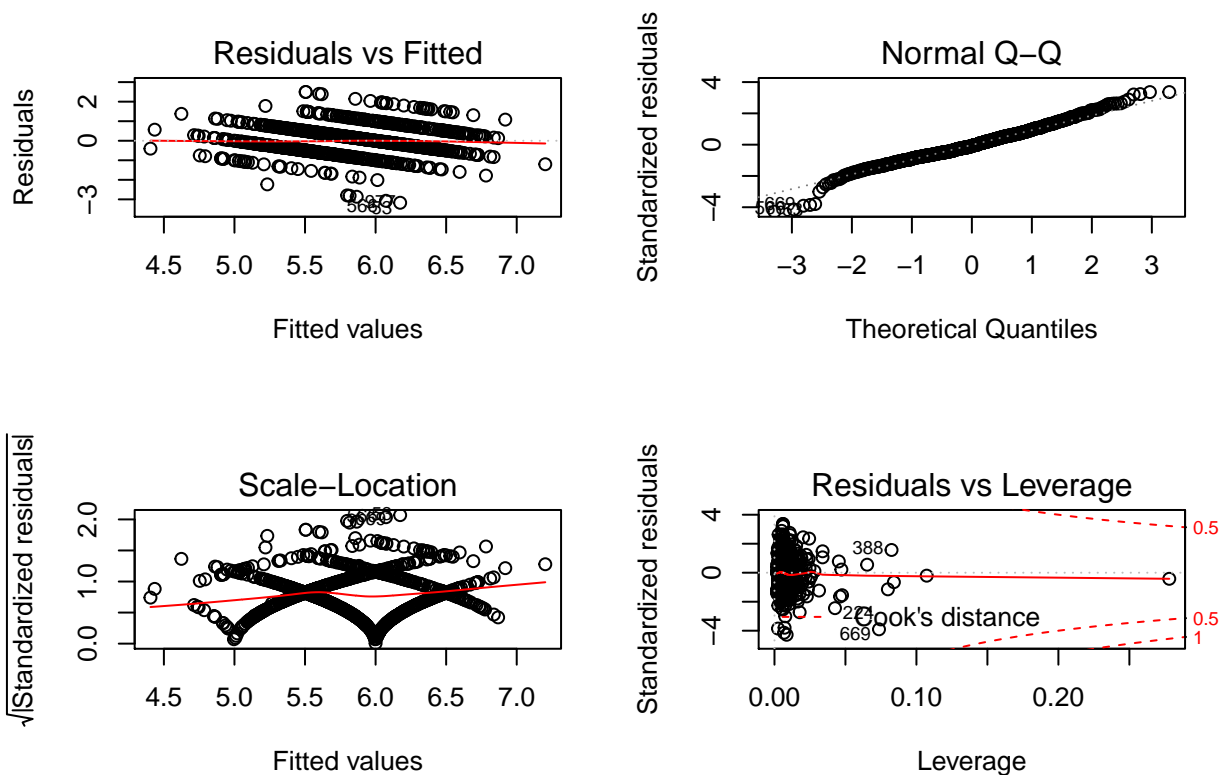 Residuals vs Fitted
Residuals
−3
0
2
4.5 5.0 5.5 6.0 6.5 7.0
Fitted values
Normal Q−Q
Standardized residuals
−4
0
4
−3 −2 −1 0 1 2 3
Theoretical Quantiles
Scale−Location
√|Standardized residuals|
0.0
1.0
2.0
4.5 5.0 5.5 6.0 6.5 7.0
Fitted values
Residuals vs Leverage
Standardized residuals
−4
0
4
0.5
388
224
Cook's distance
669
0.5
1
0.00 0.10 0.20
Leverage